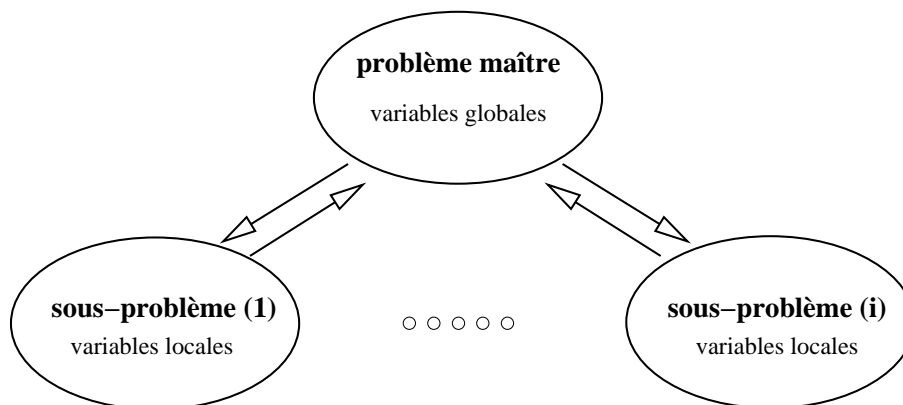 problème maître
variables globales
sous−problème (1)
variables locales
sous−problème (i)
variables locales